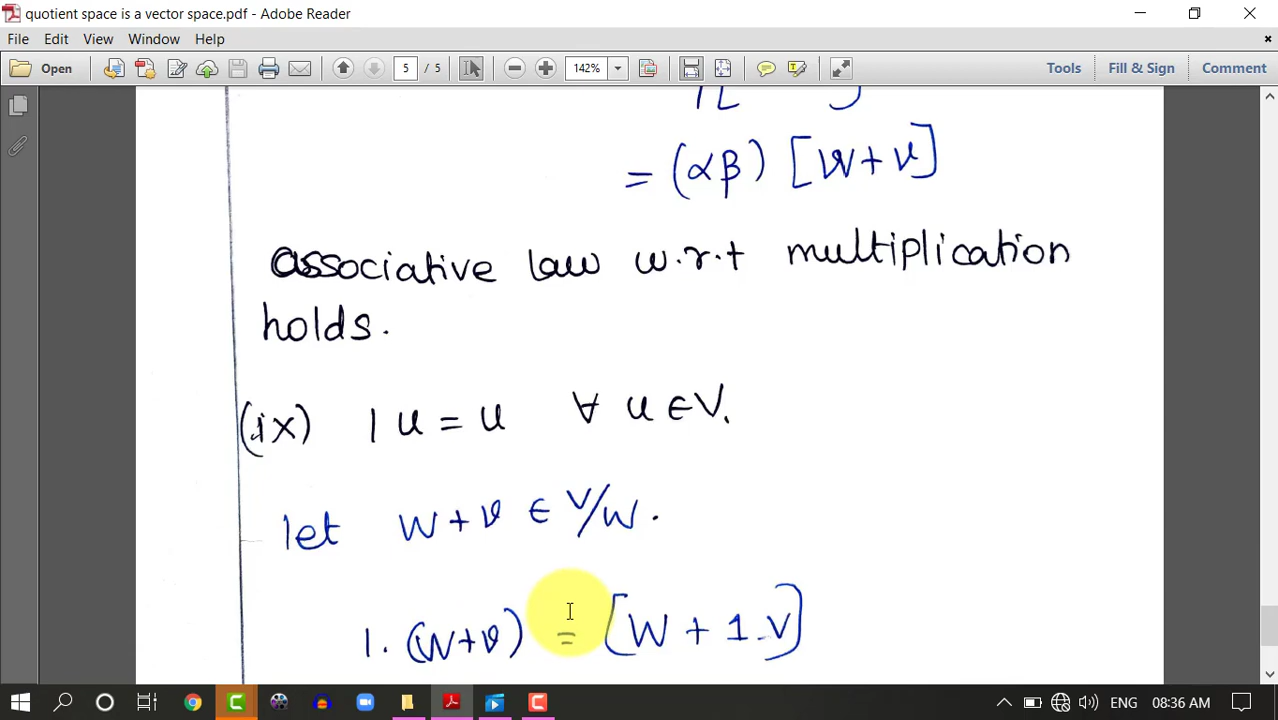 quotient space is a vector space.pdf - Adobe Reader
File Edit View Window Help
Open 5 / 5 142% Tools Fill & Sign Comment
= (αβ) [W+v]
associative law w.r.t multiplication
holds.
(ix) 1 u = u ∀ u ∈ V.
let W + v ∈ V/W.
1. (W+v) = [W + 1.v]
ENG 08:36 AM